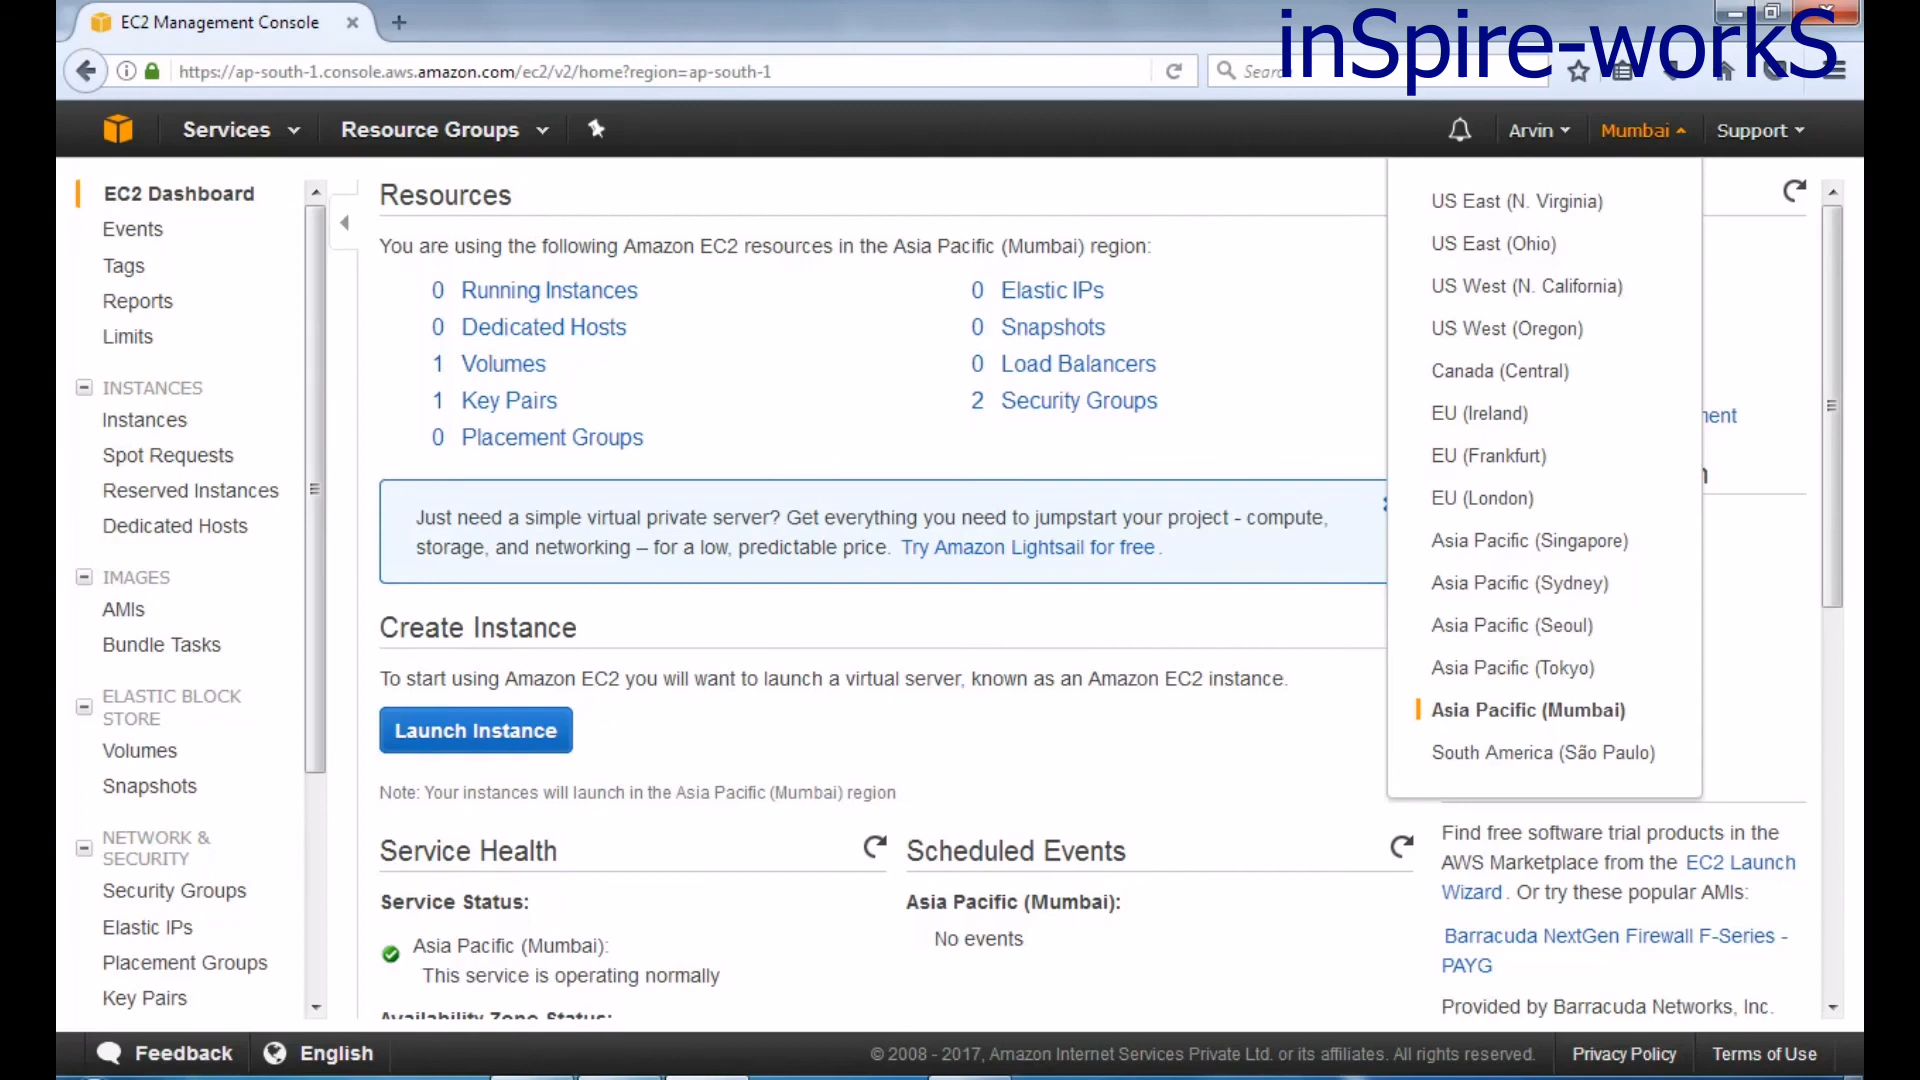 EC2 Management Console
inSpire-workS
https://ap-south-1.console.aws.amazon.com/ec2/v2/home?region=ap-south-1
Services
Resource Groups
Arvin
Mumbai
Support
EC2 Dashboard
Events
Tags
Reports
Limits
INSTANCES
Instances
Spot Requests
Reserved Instances
Dedicated Hosts
IMAGES
AMIs
Bundle Tasks
ELASTIC BLOCK
STORE
Volumes
Snapshots
NETWORK &
SECURITY
Security Groups
Elastic IPs
Placement Groups
Key Pairs
Resources
You are using the following Amazon EC2 resources in the Asia Pacific (Mumbai) region:
0 Running Instances
0 Elastic IPs
0 Dedicated Hosts
0 Snapshots
1 Volumes
0 Load Balancers
1 Key Pairs
2 Security Groups
0 Placement Groups
Just need a simple virtual private server? Get everything you need to jumpstart your project - compute,
storage, and networking – for a low, predictable price. Try Amazon Lightsail for free.
Create Instance
To start using Amazon EC2 you will want to launch a virtual server, known as an Amazon EC2 instance.
Launch Instance
Note: Your instances will launch in the Asia Pacific (Mumbai) region
Service Health
Service Status:
Asia Pacific (Mumbai):
This service is operating normally
Availability Zone Status:
Scheduled Events
Asia Pacific (Mumbai):
No events
US East (N. Virginia)
US East (Ohio)
US West (N. California)
US West (Oregon)
Canada (Central)
EU (Ireland)
EU (Frankfurt)
EU (London)
Asia Pacific (Singapore)
Asia Pacific (Sydney)
Asia Pacific (Seoul)
Asia Pacific (Tokyo)
Asia Pacific (Mumbai)
South America (São Paulo)
Find free software trial products in the
AWS Marketplace from the EC2 Launch
Wizard. Or try these popular AMIs:
Barracuda NextGen Firewall F-Series -
PAYG
Provided by Barracuda Networks, Inc.
Feedback
English
© 2008 - 2017, Amazon Internet Services Private Ltd. or its affiliates. All rights reserved.
Privacy Policy
Terms of Use